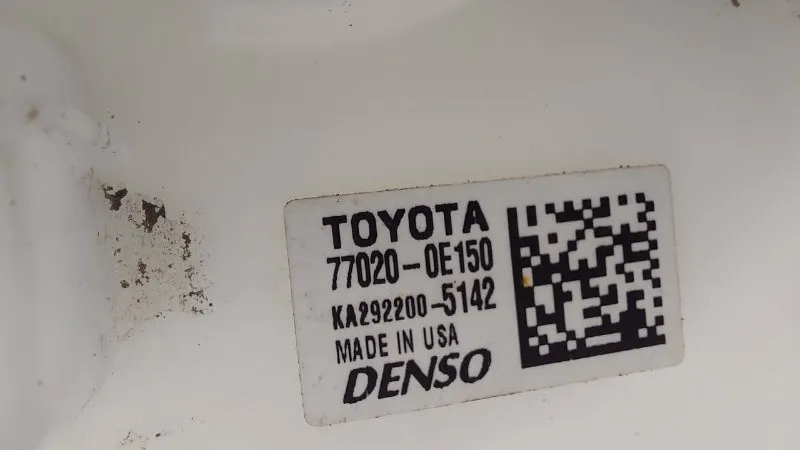 TOYOTA
77020-0E150
KA292200-5142
MADE IN USA
DENSO